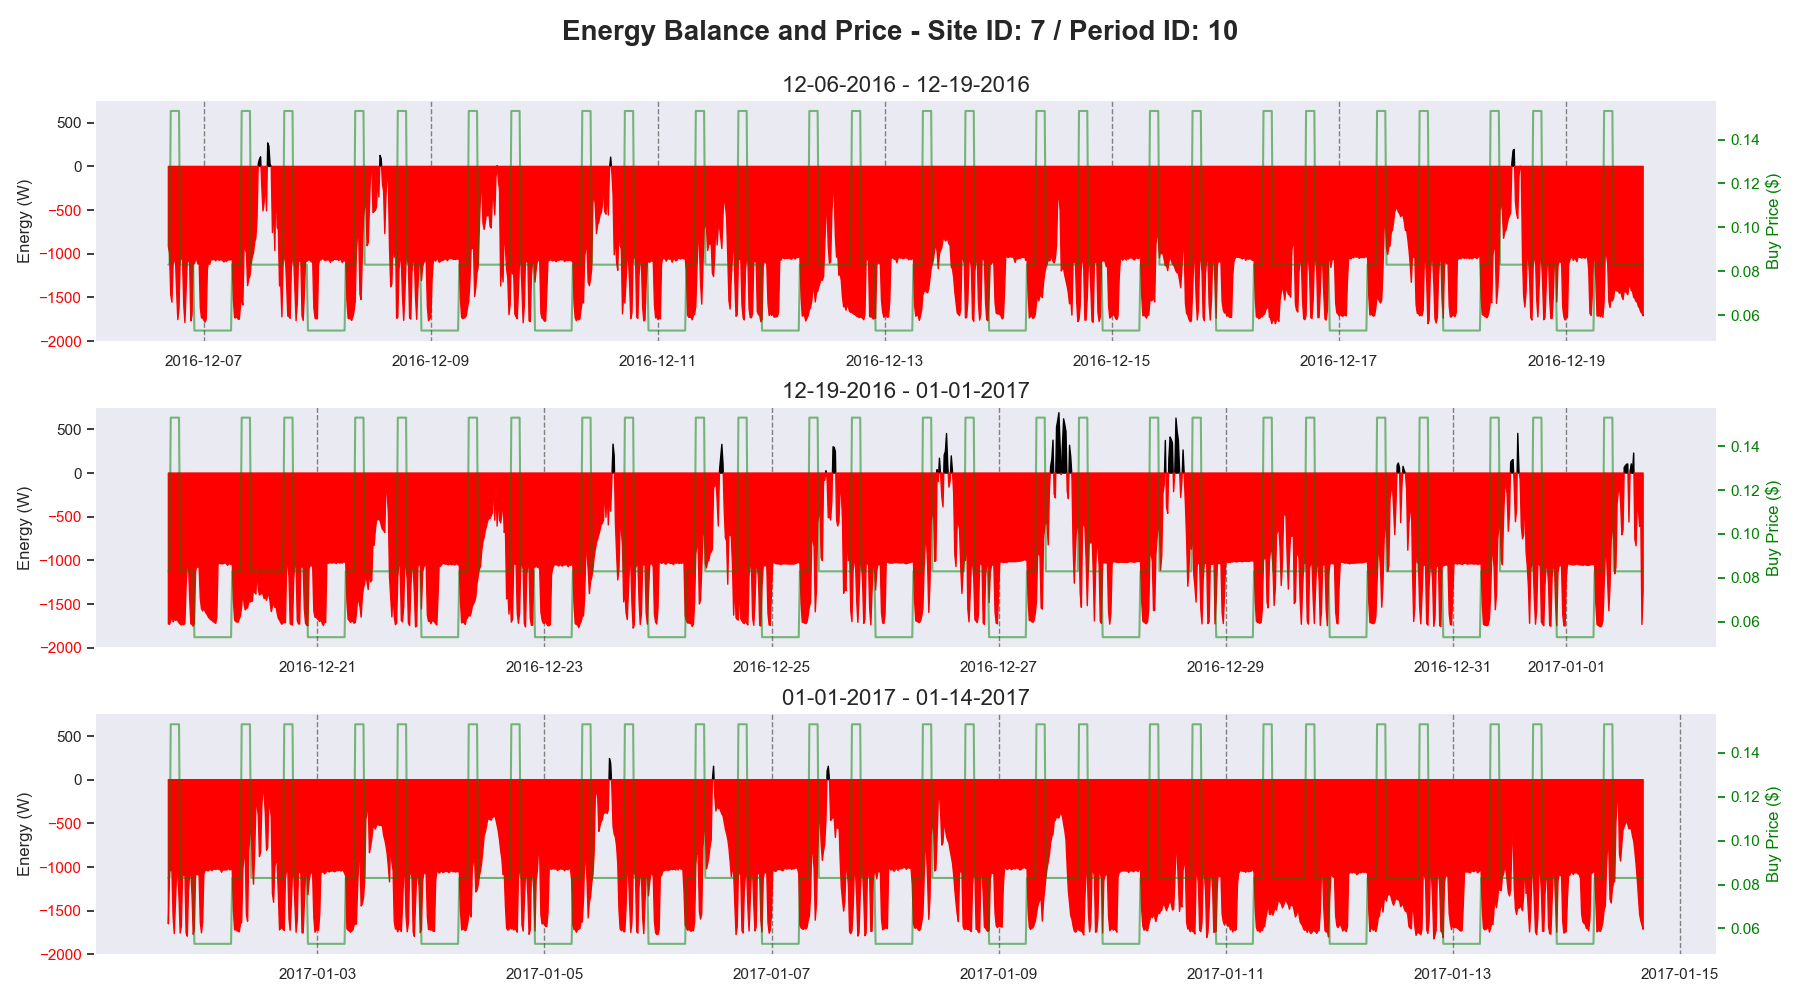 Energy Balance and Price - Site ID: 7 / Period ID: 10
12-06-2016 - 12-19-2016
500
0
−500
−1000
−1500
−2000
Energy (W)
0.14
0.12
0.10
0.08
0.06
Buy Price ($)
2016-12-07 2016-12-09 2016-12-11 2016-12-13 2016-12-15 2016-12-17 2016-12-19
12-19-2016 - 01-01-2017
500
0
−500
−1000
−1500
−2000
Energy (W)
0.14
0.12
0.10
0.08
0.06
Buy Price ($)
2016-12-21 2016-12-23 2016-12-25 2016-12-27 2016-12-29 2016-12-31 2017-01-01
01-01-2017 - 01-14-2017
500
0
−500
−1000
−1500
−2000
Energy (W)
0.14
0.12
0.10
0.08
0.06
Buy Price ($)
2017-01-03 2017-01-05 2017-01-07 2017-01-09 2017-01-11 2017-01-13 2017-01-15